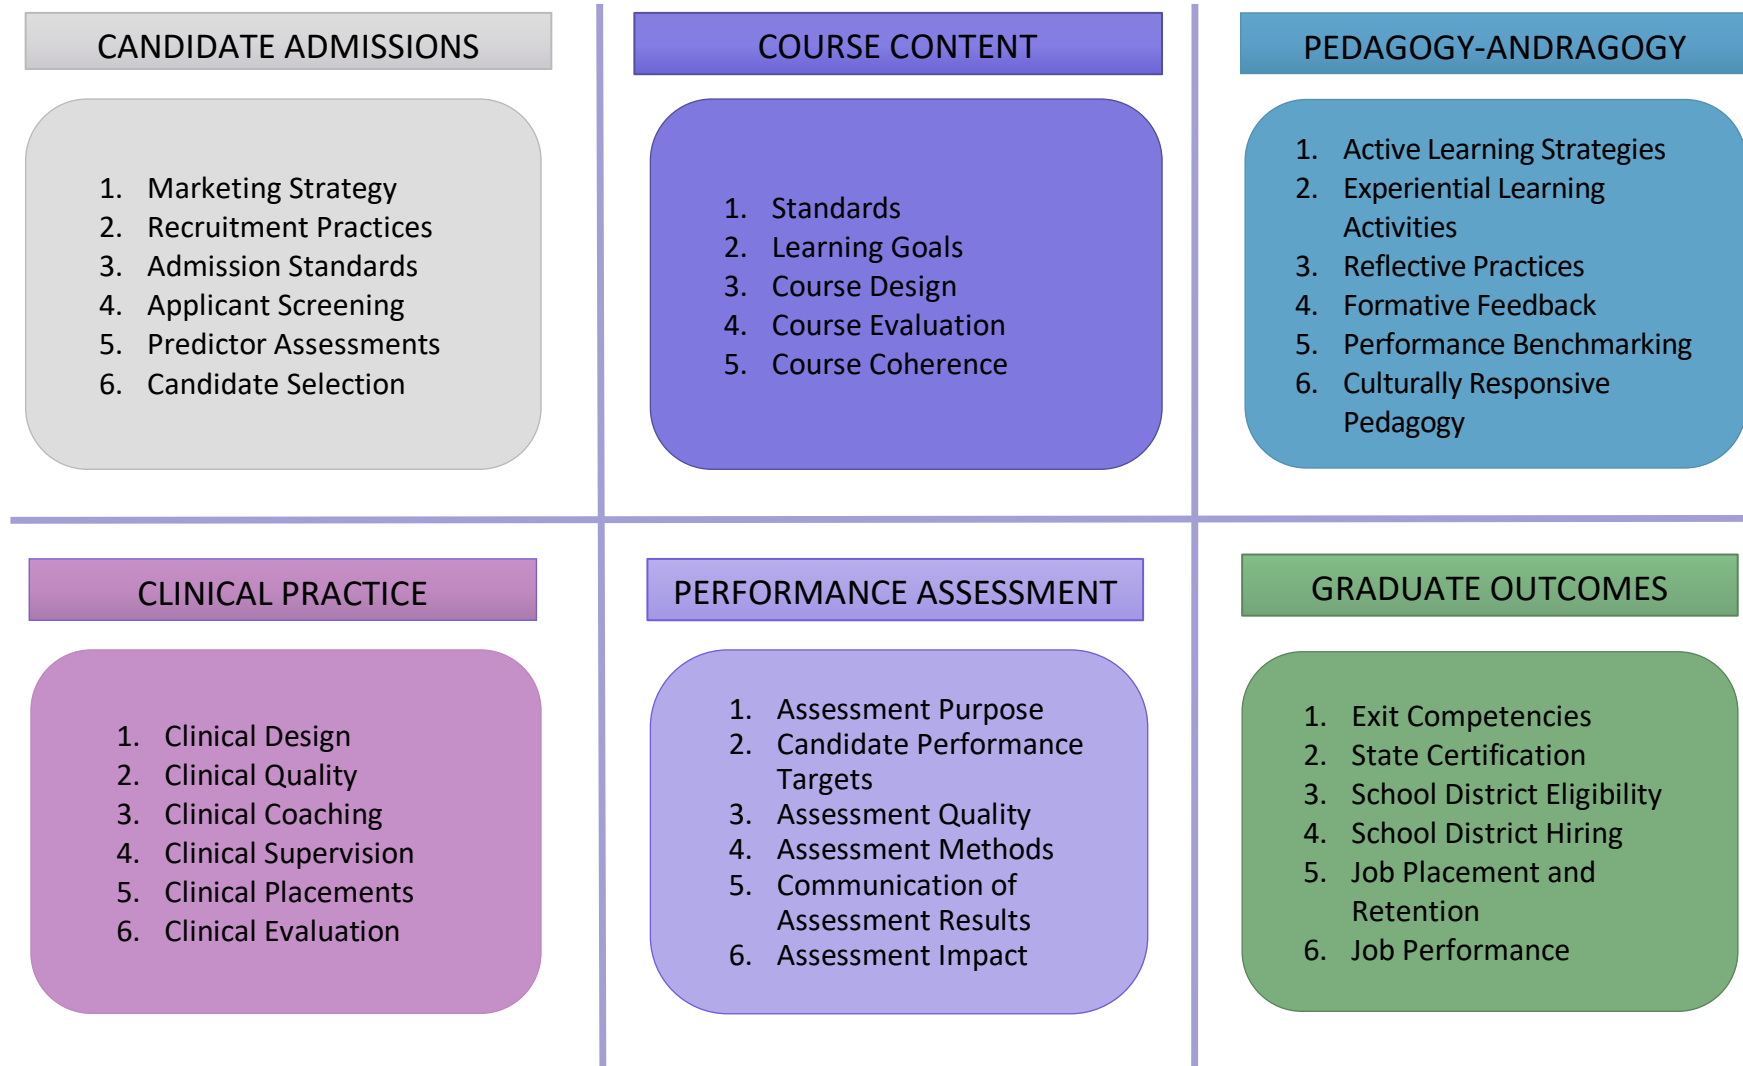 CANDIDATE ADMISSIONS
1. Marketing Strategy
2. Recruitment Practices
3. Admission Standards
4. Applicant Screening
5. Predictor Assessments
6. Candidate Selection
COURSE CONTENT
1. Standards
2. Learning Goals
3. Course Design
4. Course Evaluation
5. Course Coherence
PEDAGOGY-ANDRAGOGY
1. Active Learning Strategies
2. Experiential Learning
Activities
3. Reflective Practices
4. Formative Feedback
5. Performance Benchmarking
6. Culturally Responsive
Pedagogy
CLINICAL PRACTICE
1. Clinical Design
2. Clinical Quality
3. Clinical Coaching
4. Clinical Supervision
5. Clinical Placements
6. Clinical Evaluation
PERFORMANCE ASSESSMENT
1. Assessment Purpose
2. Candidate Performance
Targets
3. Assessment Quality
4. Assessment Methods
5. Communication of
Assessment Results
6. Assessment Impact
GRADUATE OUTCOMES
1. Exit Competencies
2. State Certification
3. School District Eligibility
4. School District Hiring
5. Job Placement and
Retention
6. Job Performance